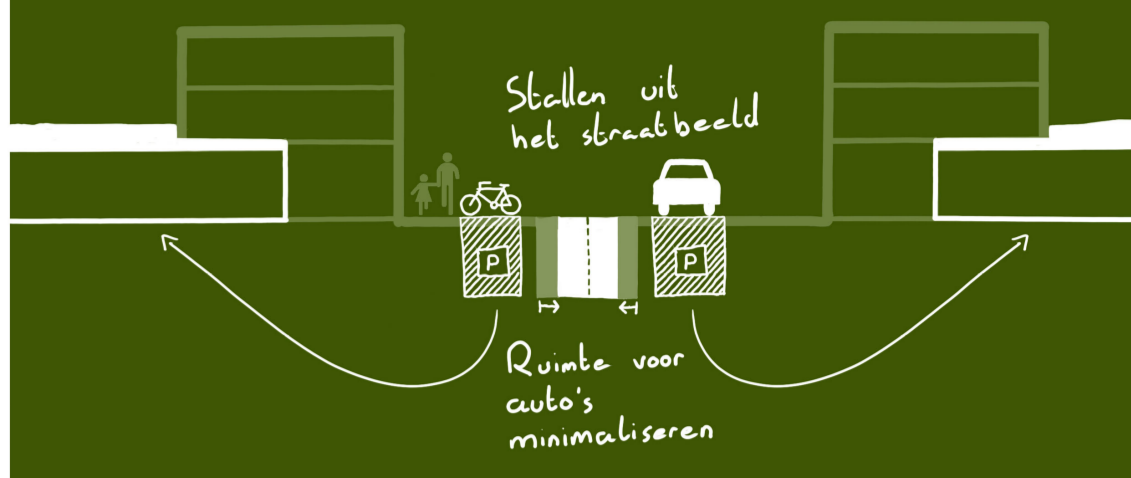 Stallen uit
het straatbeeld
P
P
Ruimte voor
auto's
minimaliseren